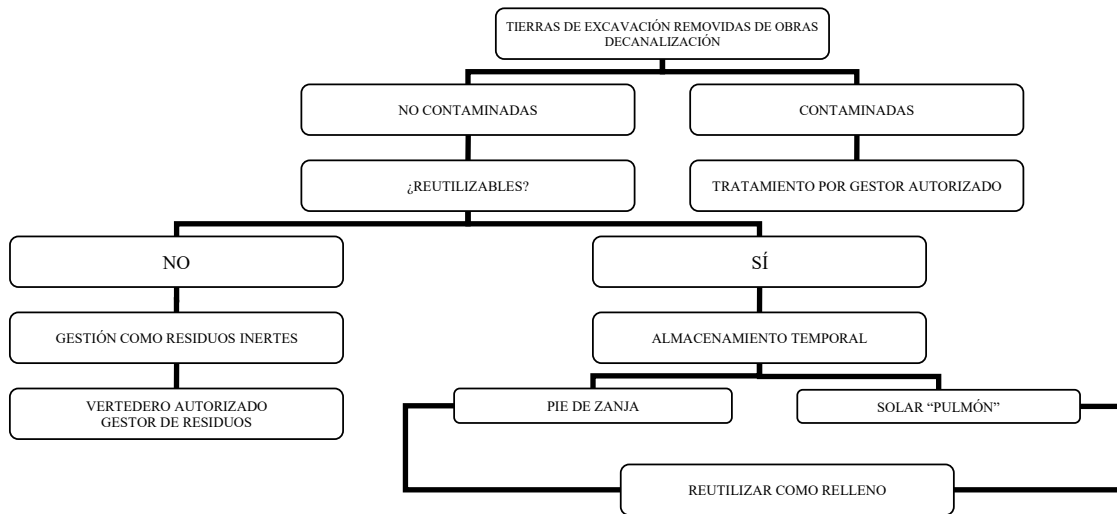 TIERRAS DE EXCAVACIÓN REMOVIDAS DE OBRAS
DECANALIZACIÓN
NO CONTAMINADAS
CONTAMINADAS
¿REUTILIZABLES?
TRATAMIENTO POR GESTOR AUTORIZADO
NO
SÍ
GESTIÓN COMO RESIDUOS INERTES
ALMACENAMIENTO TEMPORAL
VERTEDERO AUTORIZADO
GESTOR DE RESIDUOS
PIE DE ZANJA
SOLAR “PULMÓN”
REUTILIZAR COMO RELLENO